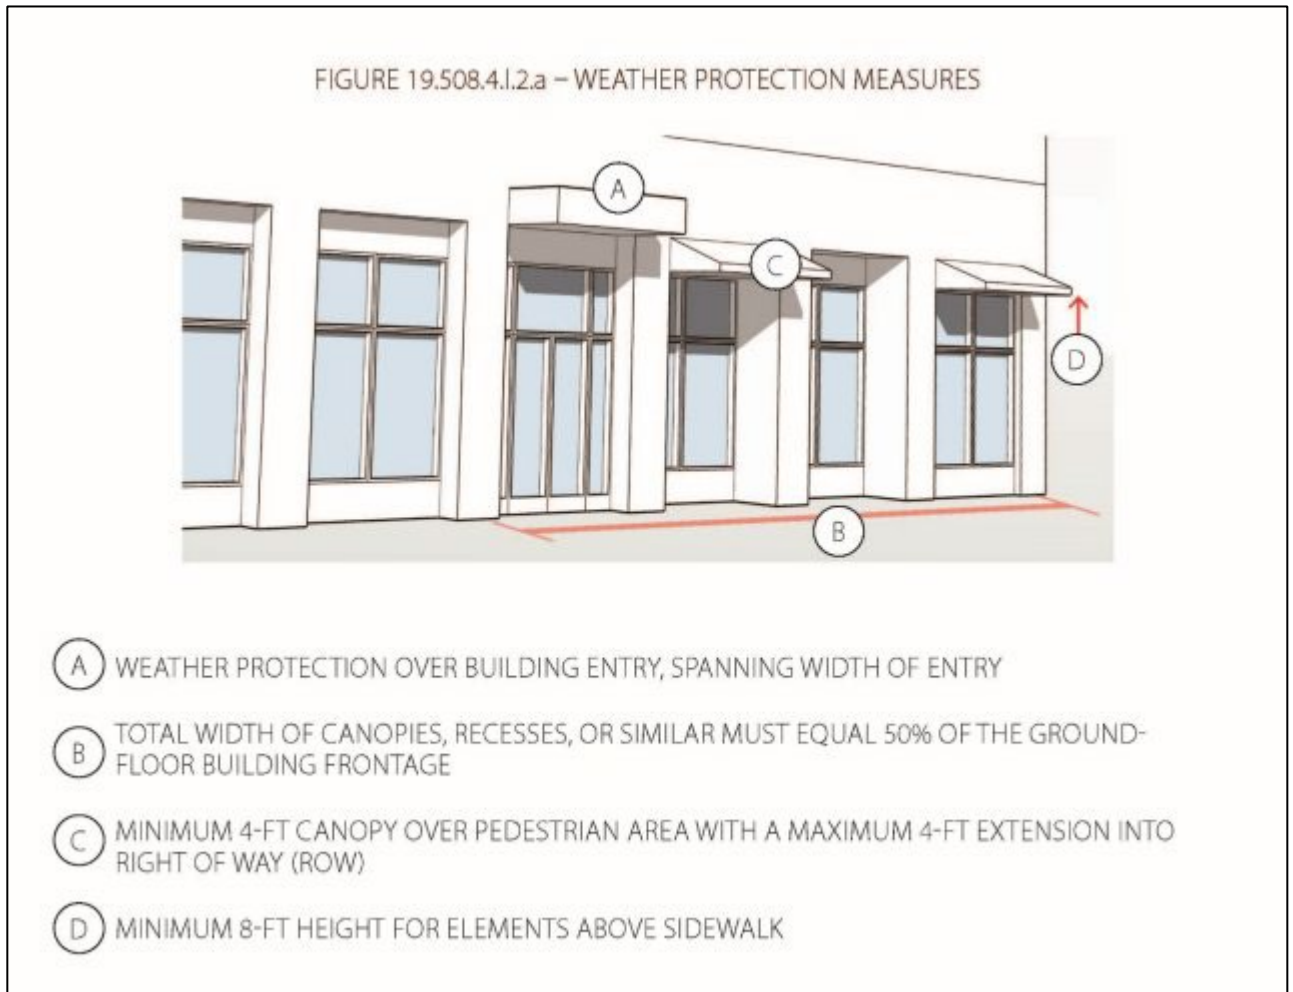 FIGURE 19.508.4.I.2.a – WEATHER PROTECTION MEASURES
A
C
D
B
A WEATHER PROTECTION OVER BUILDING ENTRY, SPANNING WIDTH OF ENTRY
B TOTAL WIDTH OF CANOPIES, RECESSES, OR SIMILAR MUST EQUAL 50% OF THE GROUND-
FLOOR BUILDING FRONTAGE
C MINIMUM 4-FT CANOPY OVER PEDESTRIAN AREA WITH A MAXIMUM 4-FT EXTENSION INTO
RIGHT OF WAY (ROW)
D MINIMUM 8-FT HEIGHT FOR ELEMENTS ABOVE SIDEWALK